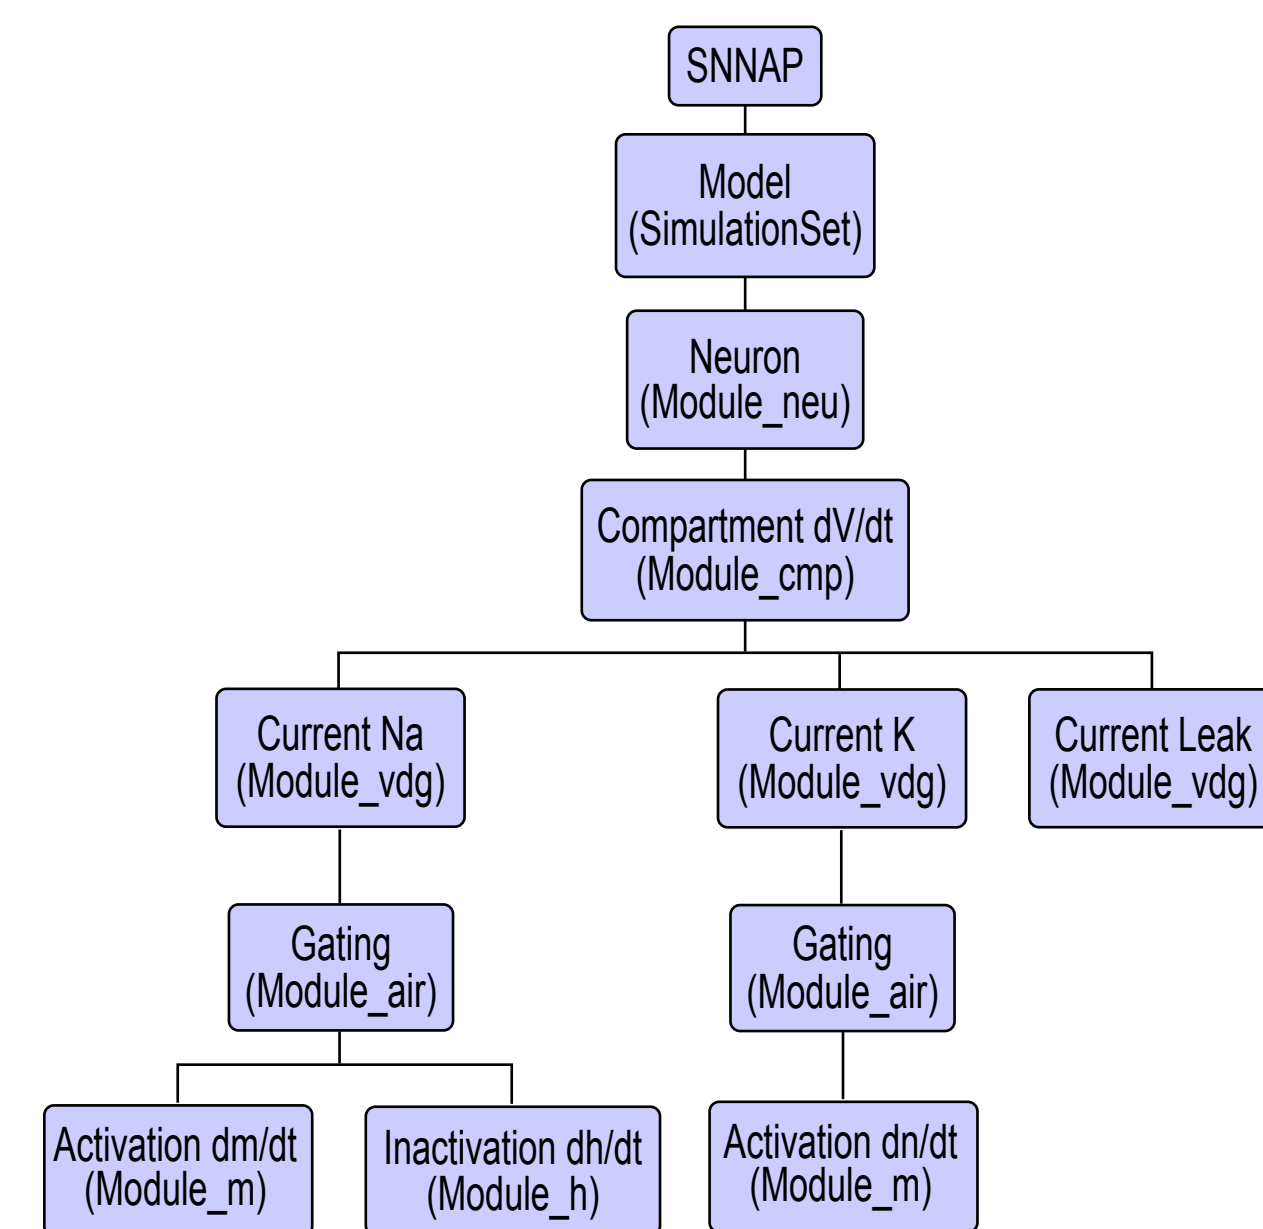 SNNAP
Model
(SimulationSet)
Neuron
(Module_neu)
Compartment dV/dt
(Module_cmp)
Current Na
(Module_vdg)
Current K
(Module_vdg)
Current Leak
(Module_vdg)
Gating
(Module_air)
Gating
(Module_air)
Activation dm/dt
(Module_m)
Inactivation dh/dt
(Module_h)
Activation dn/dt
(Module_m)